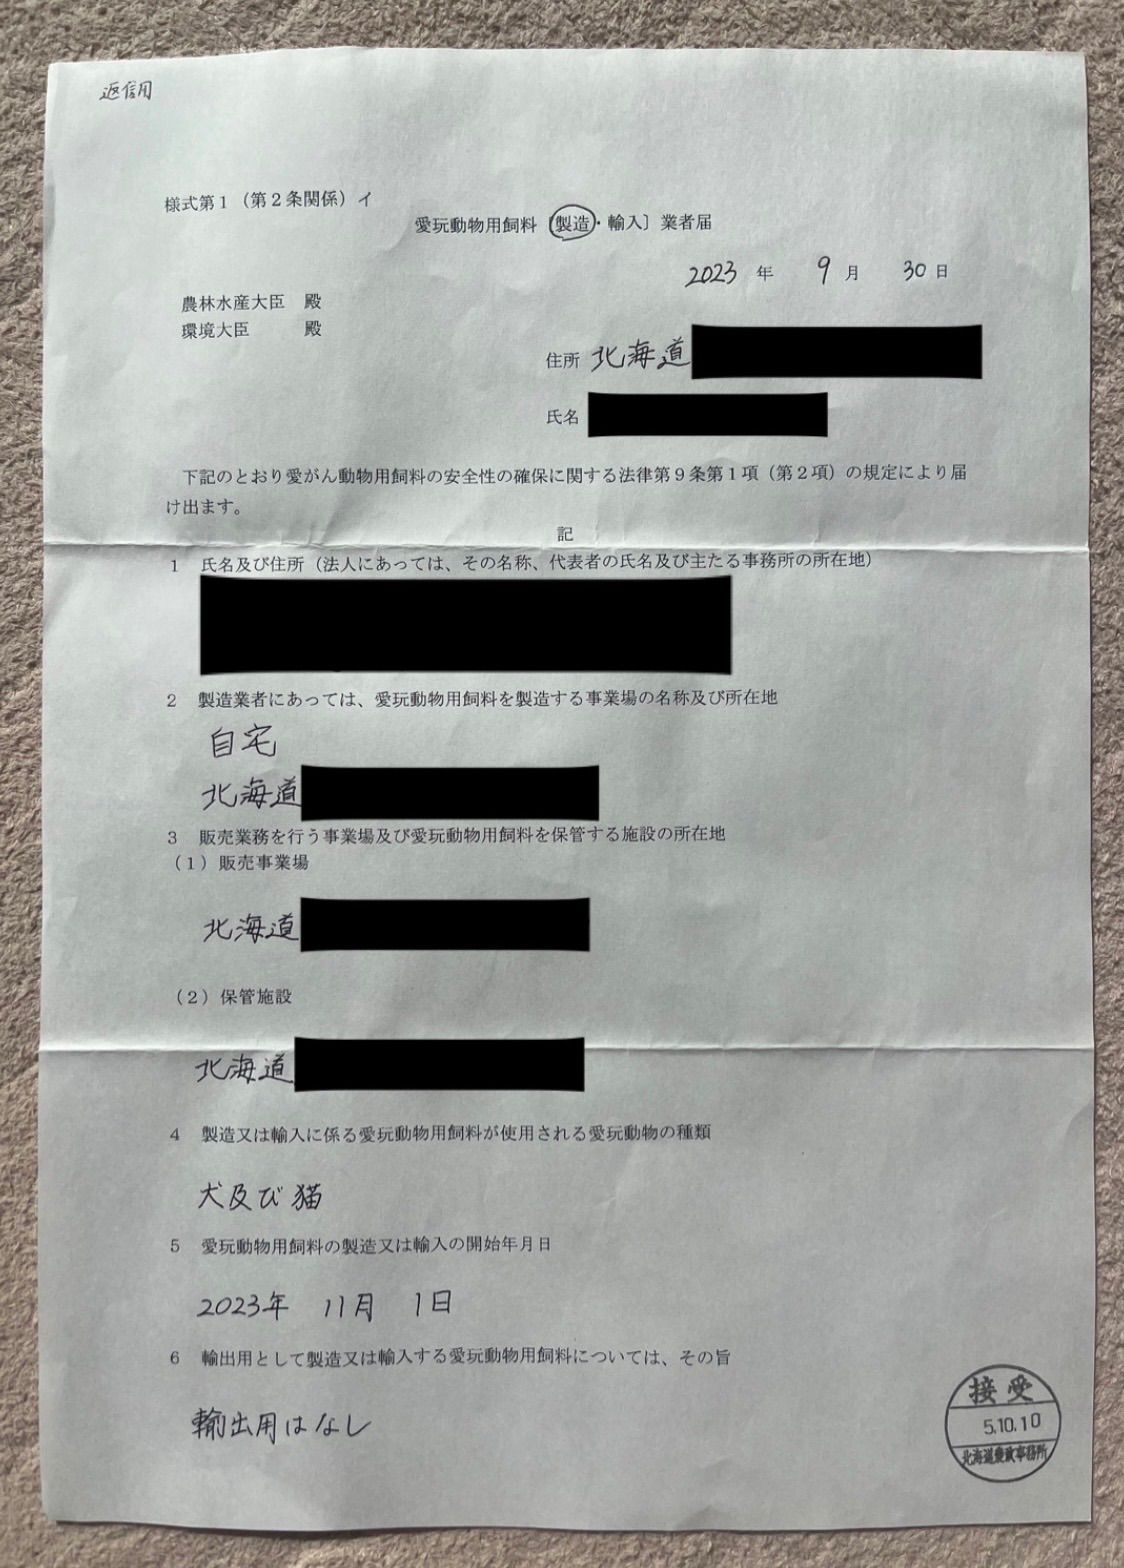 返信用
様式第1（第2条関係）イ
愛玩動物用飼料〔製造・輸入〕業者届
2023年 9月 30日
農林水産大臣 殿
環境大臣 殿
住所 北海道
氏名
下記のとおり愛がん動物用飼料の安全性の確保に関する法律第9条第1項（第2項）の規定により届
け出ます。
記
1 氏名及び住所（法人にあっては、その名称、代表者の氏名及び主たる事務所の所在地）
2 製造業者にあっては、愛玩動物用飼料を製造する事業場の名称及び所在地
自宅
北海道
3 販売業務を行う事業場及び愛玩動物用飼料を保管する施設の所在地
（1）販売事業場
北海道
（2）保管施設
北海道
4 製造又は輸入に係る愛玩動物用飼料が使用される愛玩動物の種類
犬及び猫
5 愛玩動物用飼料の製造又は輸入の開始年月日
2023年 11月 1日
6 輸出用として製造又は輸入する愛玩動物用飼料については、その旨
輸出用はなし
接受
5.10.10
北海道農政事務所